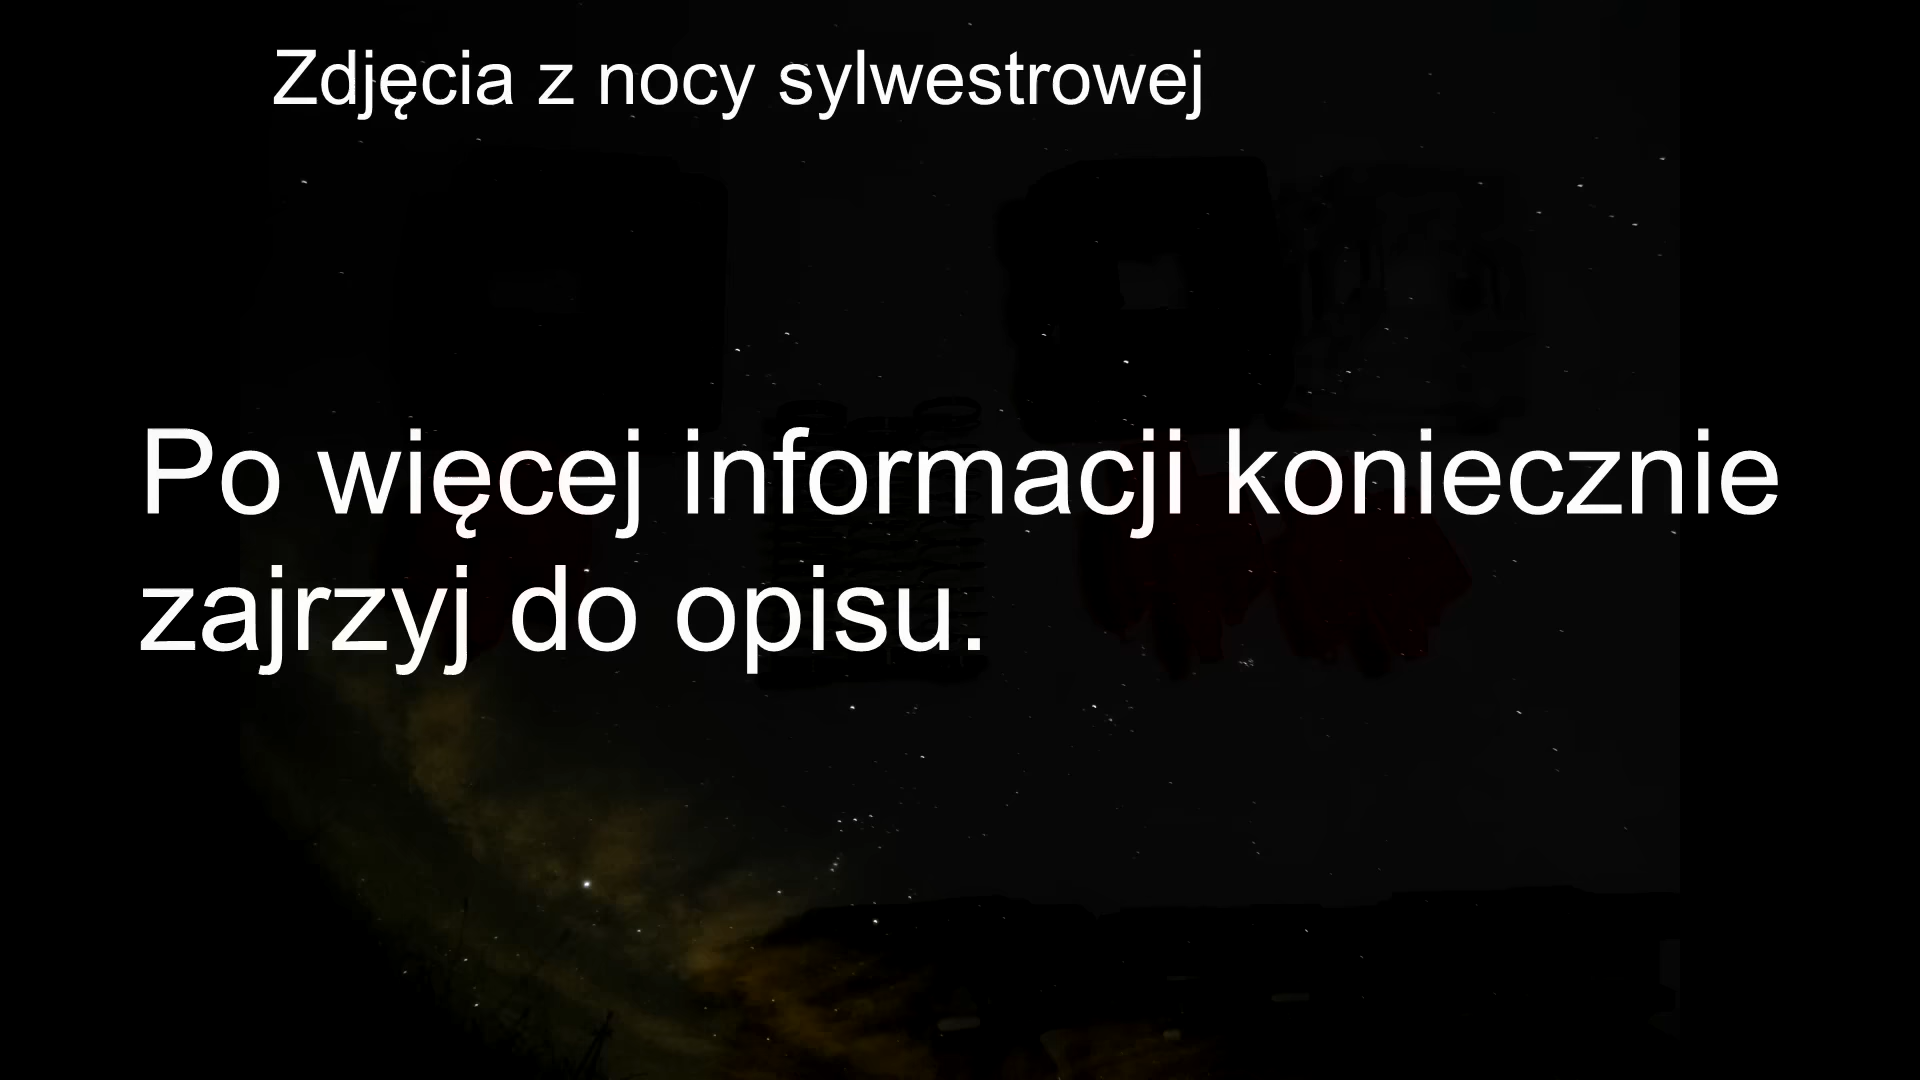 Zdjęcia z nocy sylwestrowej
Po więcej informacji koniecznie
zajrzyj do opisu.